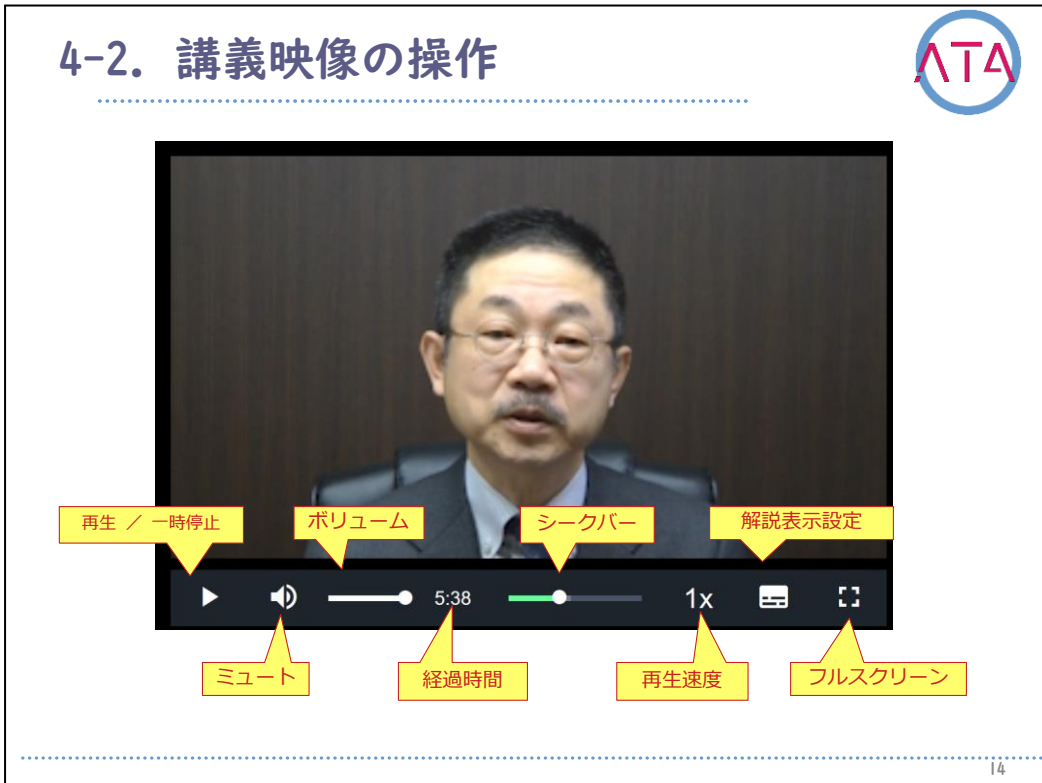 4-2. 講義映像の操作
ATA
再生 ／ 一時停止
ボリューム
シークバー
解説表示設定
5:38
1x
ミュート
経過時間
再生速度
フルスクリーン
14